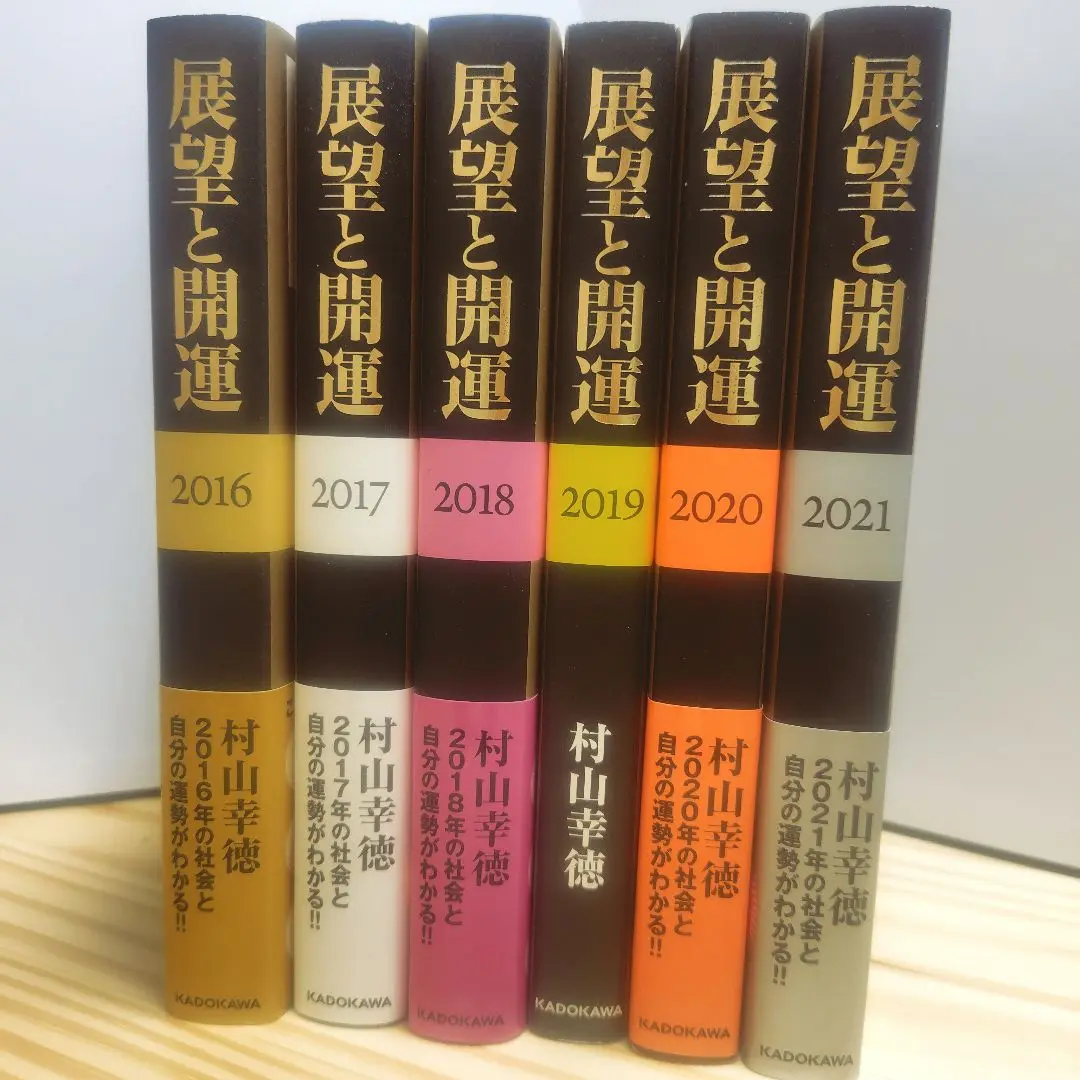 展望と開運
2016
村山幸徳
2016年の社会と
自分の運勢がわかる!!
KADOKAWA
展望と開運
2017
村山幸徳
2017年の社会と
自分の運勢がわかる!!
KADOKAWA
展望と開運
2018
村山幸徳
2018年の社会と
自分の運勢がわかる!!
KADOKAWA
展望と開運
2019
村山幸徳
KADOKAWA
展望と開運
2020
村山幸徳
2020年の社会と
自分の運勢がわかる!!
KADOKAWA
展望と開運
2021
村山幸徳
2021年の社会と
自分の運勢がわかる!!
KADOKAWA